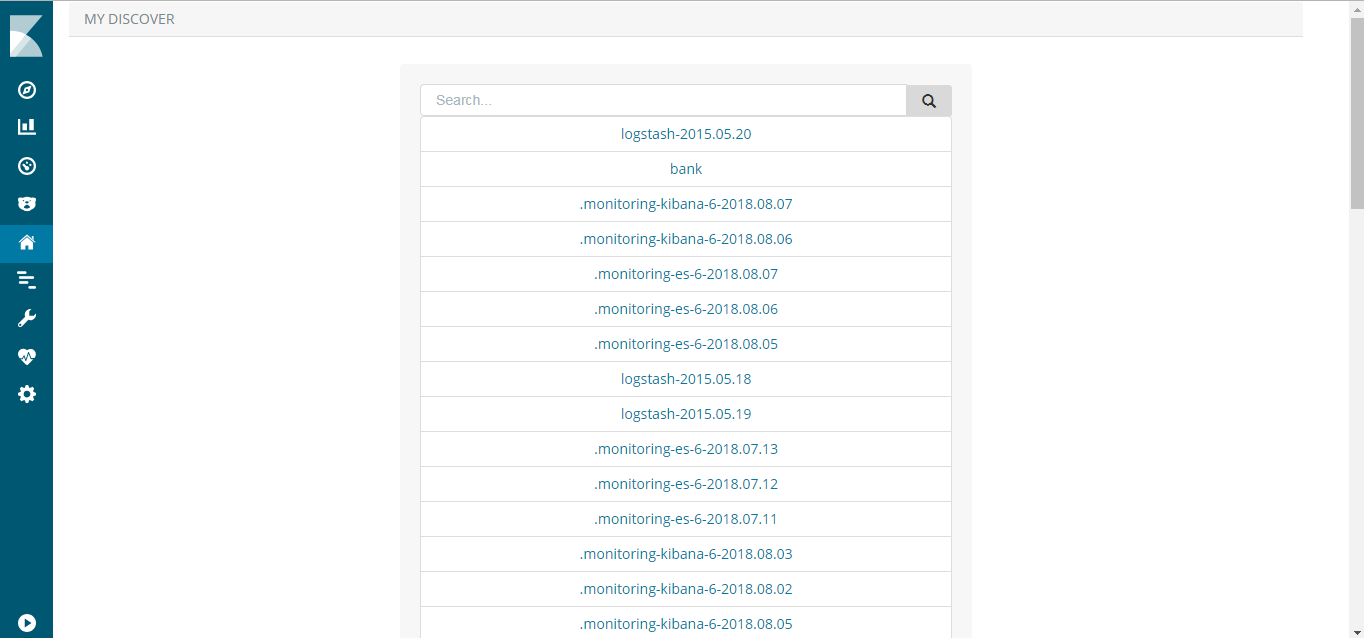 MY DISCOVER
Search...
logstash-2015.05.20
bank
.monitoring-kibana-6-2018.08.07
.monitoring-kibana-6-2018.08.06
.monitoring-es-6-2018.08.07
.monitoring-es-6-2018.08.06
.monitoring-es-6-2018.08.05
logstash-2015.05.18
logstash-2015.05.19
.monitoring-es-6-2018.07.13
.monitoring-es-6-2018.07.12
.monitoring-es-6-2018.07.11
.monitoring-kibana-6-2018.08.03
.monitoring-kibana-6-2018.08.02
.monitoring-kibana-6-2018.08.05